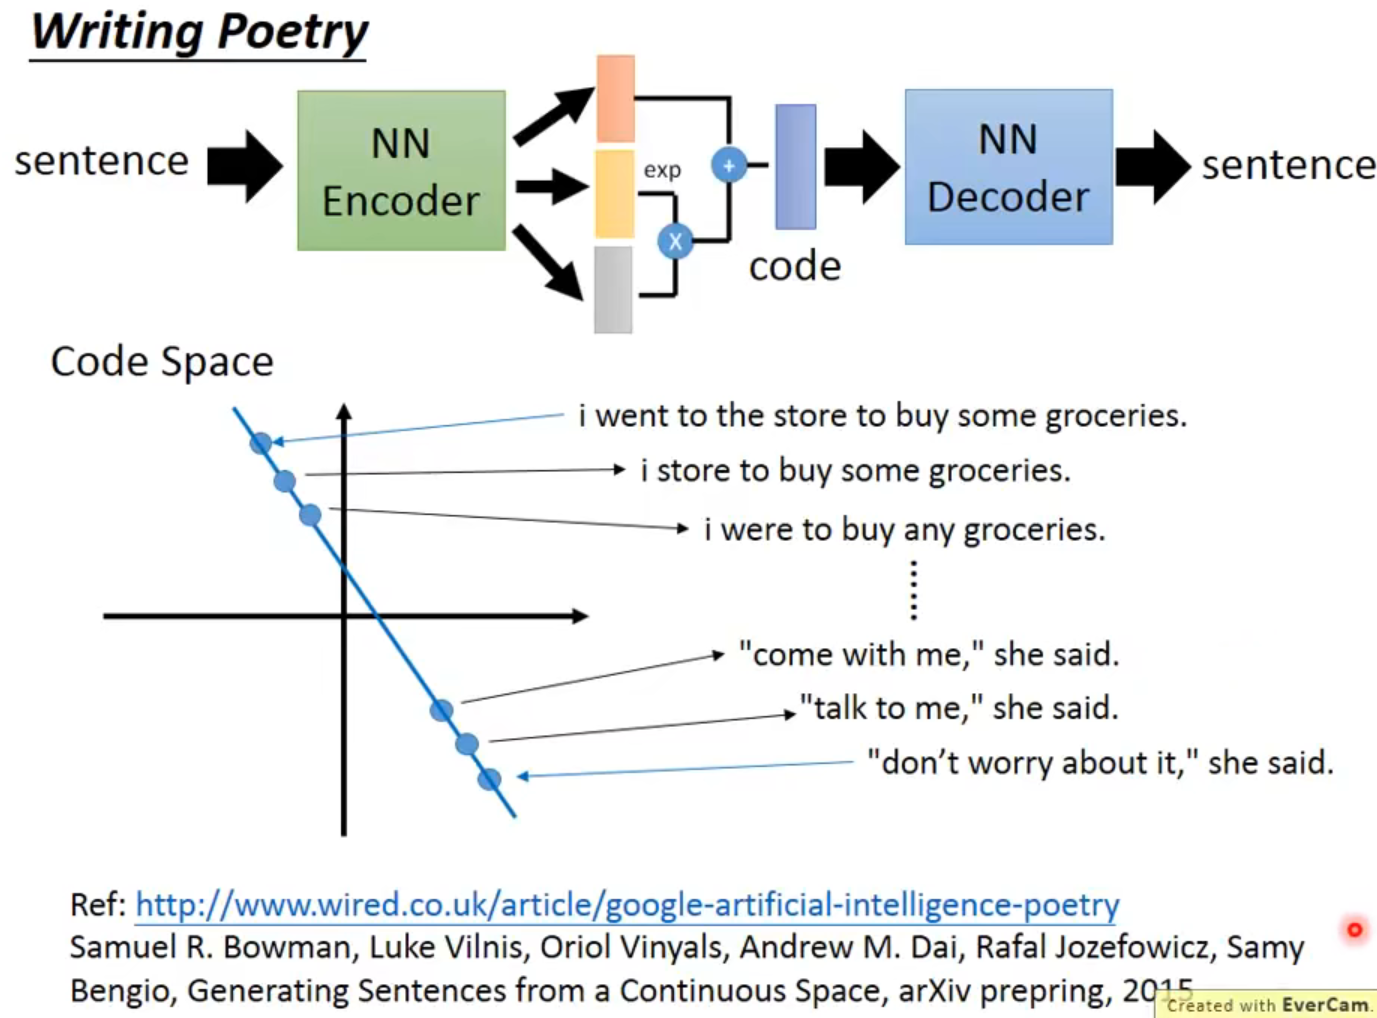 Writing Poetry
sentence
NN
Encoder
exp
+
X
code
NN
Decoder
sentence
Code Space
i went to the store to buy some groceries.
i store to buy some groceries.
i were to buy any groceries.
"come with me," she said.
"talk to me," she said.
"don’t worry about it," she said.
Ref: http://www.wired.co.uk/article/google-artificial-intelligence-poetry
Samuel R. Bowman, Luke Vilnis, Oriol Vinyals, Andrew M. Dai, Rafal Jozefowicz, Samy
Bengio, Generating Sentences from a Continuous Space, arXiv prepring, 2015
Created with EverCam.